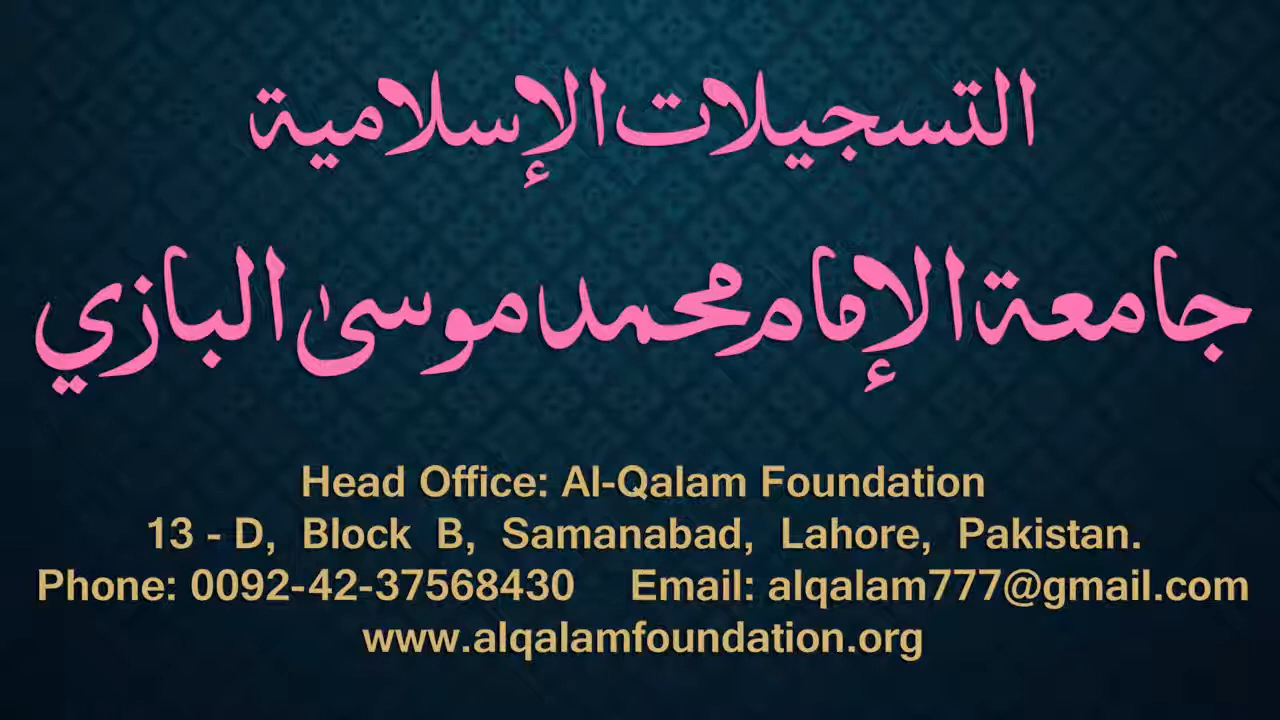 التسجيلات الإسلامية
جامعة الإمام محمد موسىٰ البازي
Head Office: Al-Qalam Foundation
13 - D, Block B, Samanabad, Lahore, Pakistan.
Phone: 0092-42-37568430 Email: alqalam777@gmail.com
www.alqalamfoundation.org